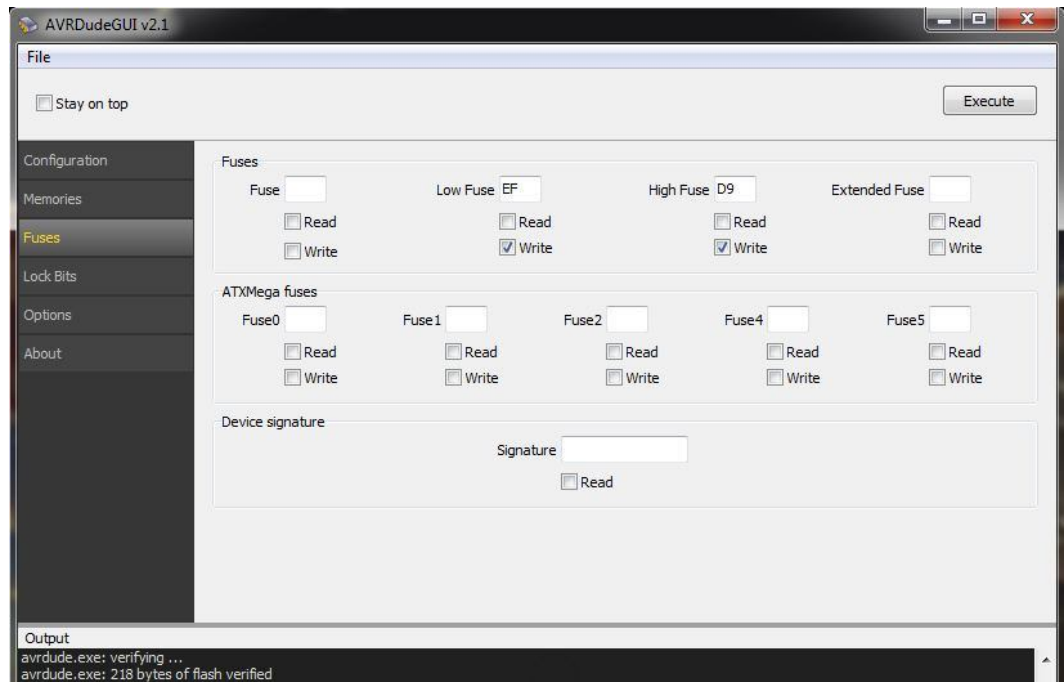 AVRDudeGUI v2.1
File
Stay on top
Execute
Configuration
Memories
Fuses
Lock Bits
Options
About
Fuses
Fuse Low Fuse EF High Fuse D9 Extended Fuse
Read Read Read Read
Write Write Write Write
ATXMega fuses
Fuse0 Fuse1 Fuse2 Fuse4 Fuse5
Read Read Read Read Read
Write Write Write Write Write
Device signature
Signature
Read
Output
avrdude.exe: verifying ...
avrdude.exe: 218 bytes of flash verified